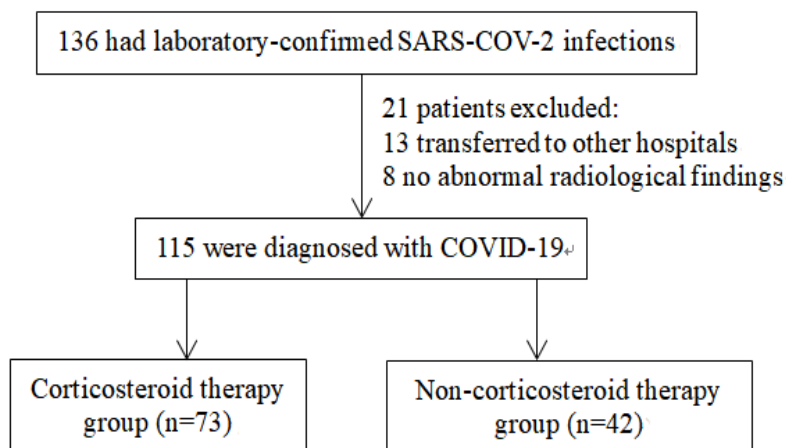 136 had laboratory-confirmed SARS-COV-2 infections
21 patients excluded:
13 transferred to other hospitals
8 no abnormal radiological findings
115 were diagnosed with COVID-19↵
Corticosteroid therapy
group (n=73)
Non-corticosteroid therapy
group (n=42)